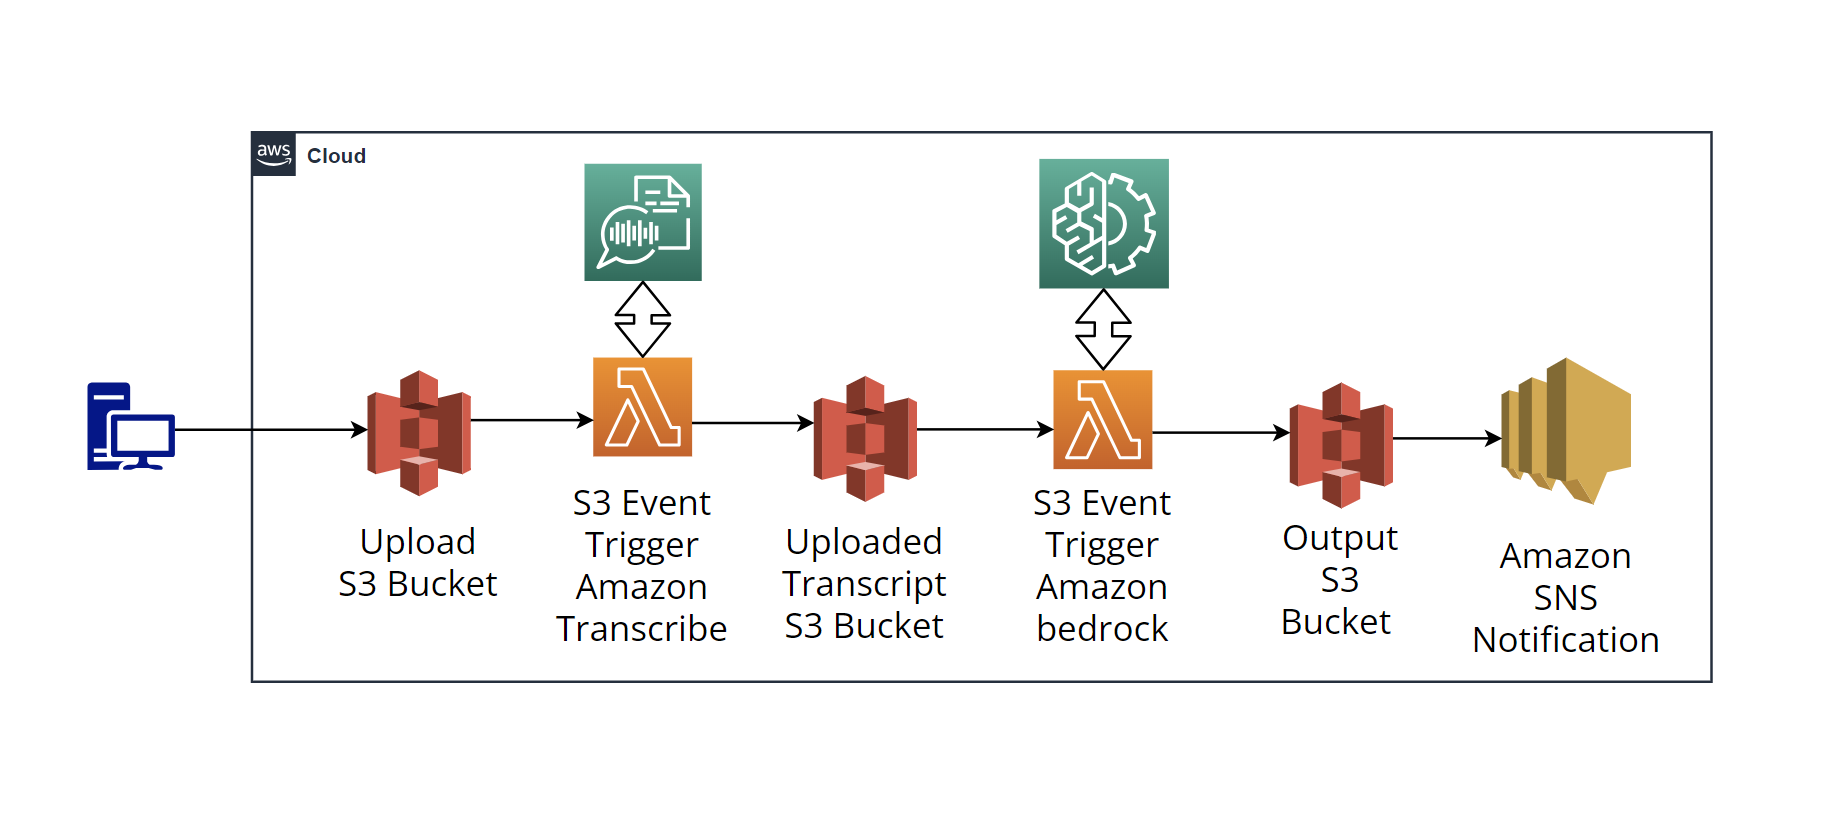 aws
Cloud
Upload
S3 Bucket
S3 Event
Trigger
Amazon
Transcribe
Uploaded
Transcript
S3 Bucket
S3 Event
Trigger
Amazon
bedrock
Output
S3
Bucket
Amazon
SNS
Notification